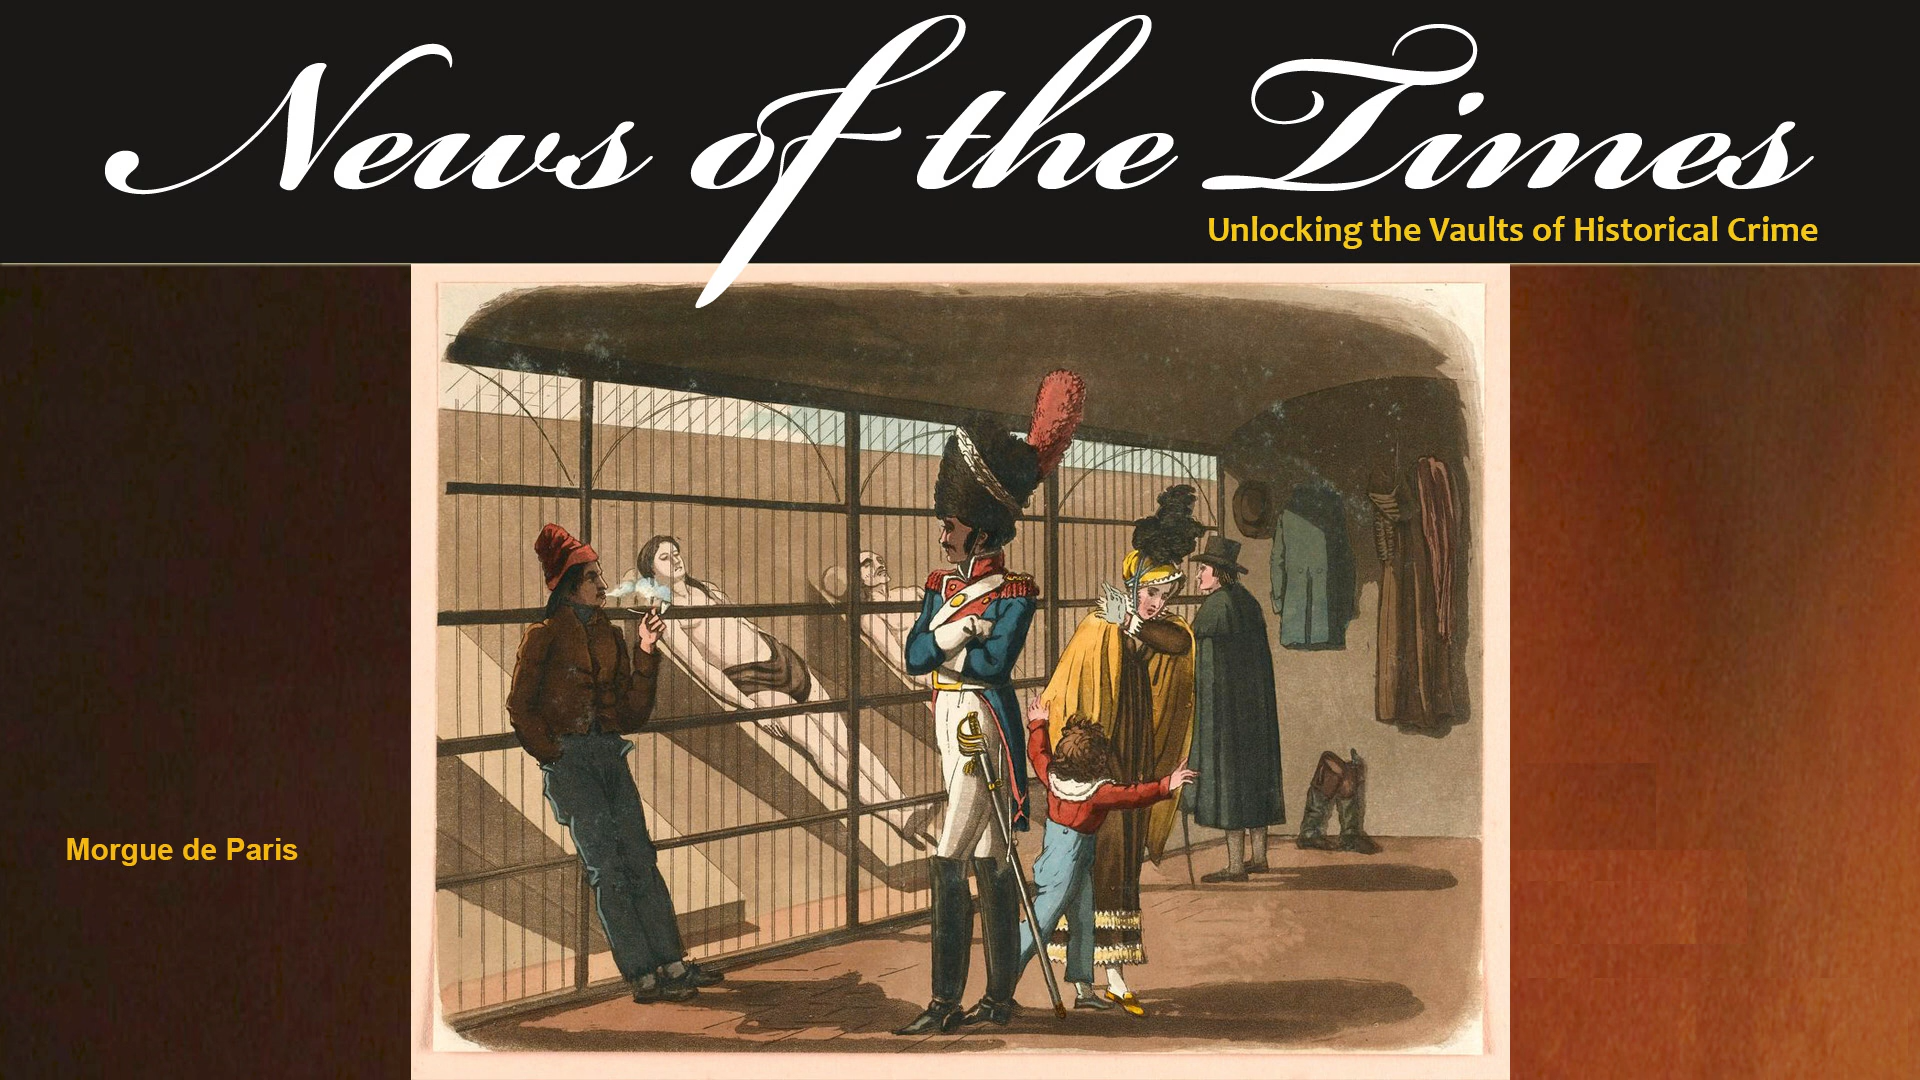 News of the Times
Unlocking the Vaults of Historical Crime
Morgue de Paris